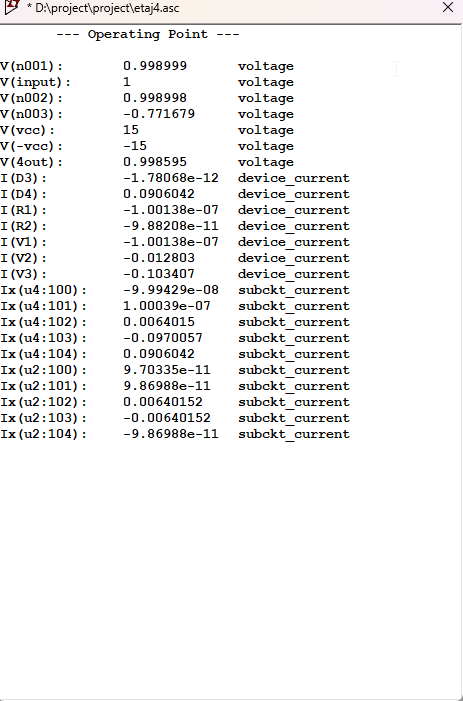 * D:\project\project\etaj4.asc
--- Operating Point ---
V(n001): 0.998999 voltage
V(input): 1 voltage
V(n002): 0.998998 voltage
V(n003): -0.771679 voltage
V(vcc): 15 voltage
V(-vcc): -15 voltage
V(4out): 0.998595 voltage
I(D3): -1.78068e-12 device_current
I(D4): 0.0906042 device_current
I(R1): -1.00138e-07 device_current
I(R2): -9.88208e-11 device_current
I(V1): -1.00138e-07 device_current
I(V2): -0.012803 device_current
I(V3): -0.103407 device_current
Ix(u4:100): -9.99429e-08 subckt_current
Ix(u4:101): 1.00039e-07 subckt_current
Ix(u4:102): 0.0064015 subckt_current
Ix(u4:103): -0.0970057 subckt_current
Ix(u4:104): 0.0906042 subckt_current
Ix(u2:100): 9.70335e-11 subckt_current
Ix(u2:101): 9.86988e-11 subckt_current
Ix(u2:102): 0.00640152 subckt_current
Ix(u2:103): -0.00640152 subckt_current
Ix(u2:104): -9.86988e-11 subckt_current